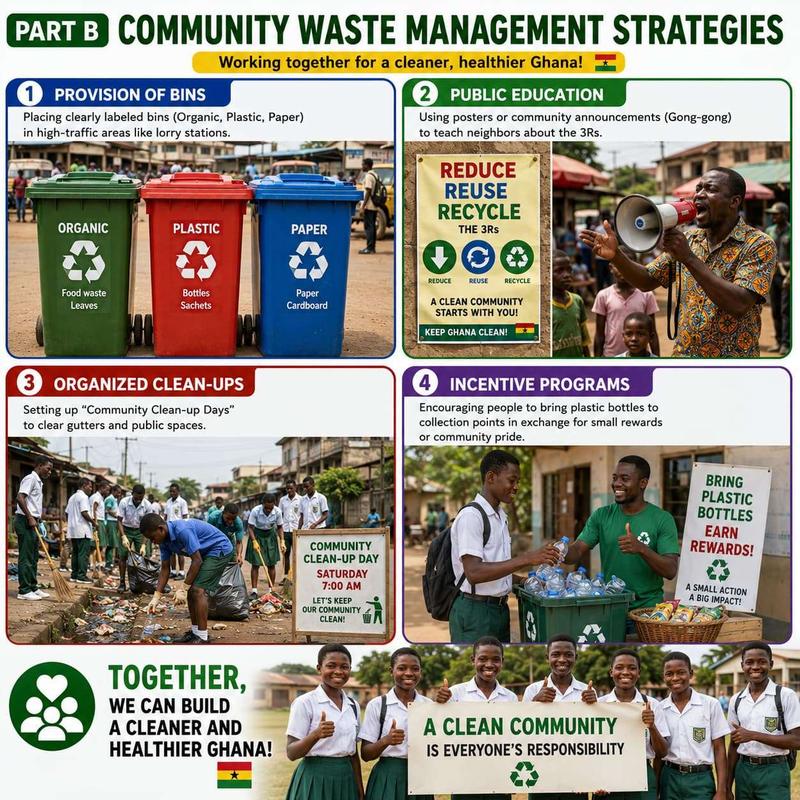 PART B COMMUNITY WASTE MANAGEMENT STRATEGIES
Working together for a cleaner, healthier Ghana!
1 PROVISION OF BINS
Placing clearly labeled bins (Organic, Plastic, Paper)
in high-traffic areas like lorry stations.
ORGANIC
Food waste
Leaves
PLASTIC
Bottles
Sachets
PAPER
Paper
Cardboard
2 PUBLIC EDUCATION
Using posters or community announcements (Gong-gong)
to teach neighbors about the 3Rs.
REDUCE
REUSE
RECYCLE
THE 3Rs
REDUCE REUSE RECYCLE
A CLEAN COMMUNITY
STARTS WITH YOU!
KEEP GHANA CLEAN!
3 ORGANIZED CLEAN-UPS
Setting up “Community Clean-up Days”
to clear gutters and public spaces.
COMMUNITY
CLEAN-UP DAY
SATURDAY
7:00 AM
LET'S KEEP
OUR COMMUNITY
CLEAN!
4 INCENTIVE PROGRAMS
Encouraging people to bring plastic bottles to
collection points in exchange for small rewards
or community pride.
BRING
PLASTIC
BOTTLES
EARN
REWARDS!
A SMALL ACTION
A BIG IMPACT!
TOGETHER,
WE CAN BUILD
A CLEANER AND
HEALTHIER GHANA!
A CLEAN COMMUNITY
IS EVERYONE'S RESPONSIBILITY